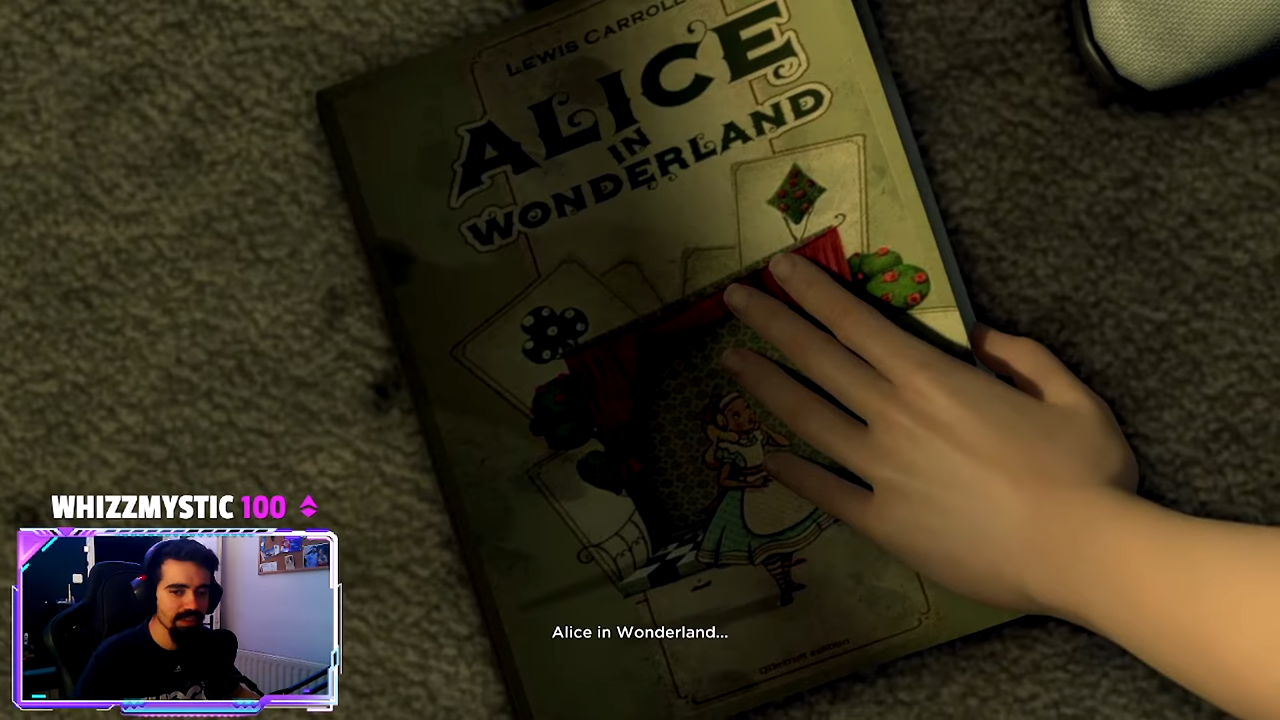 LEWIS CARROLL
ALICE
IN
WONDERLAND
WHIZZMYSTIC 100
Alice in Wonderland...